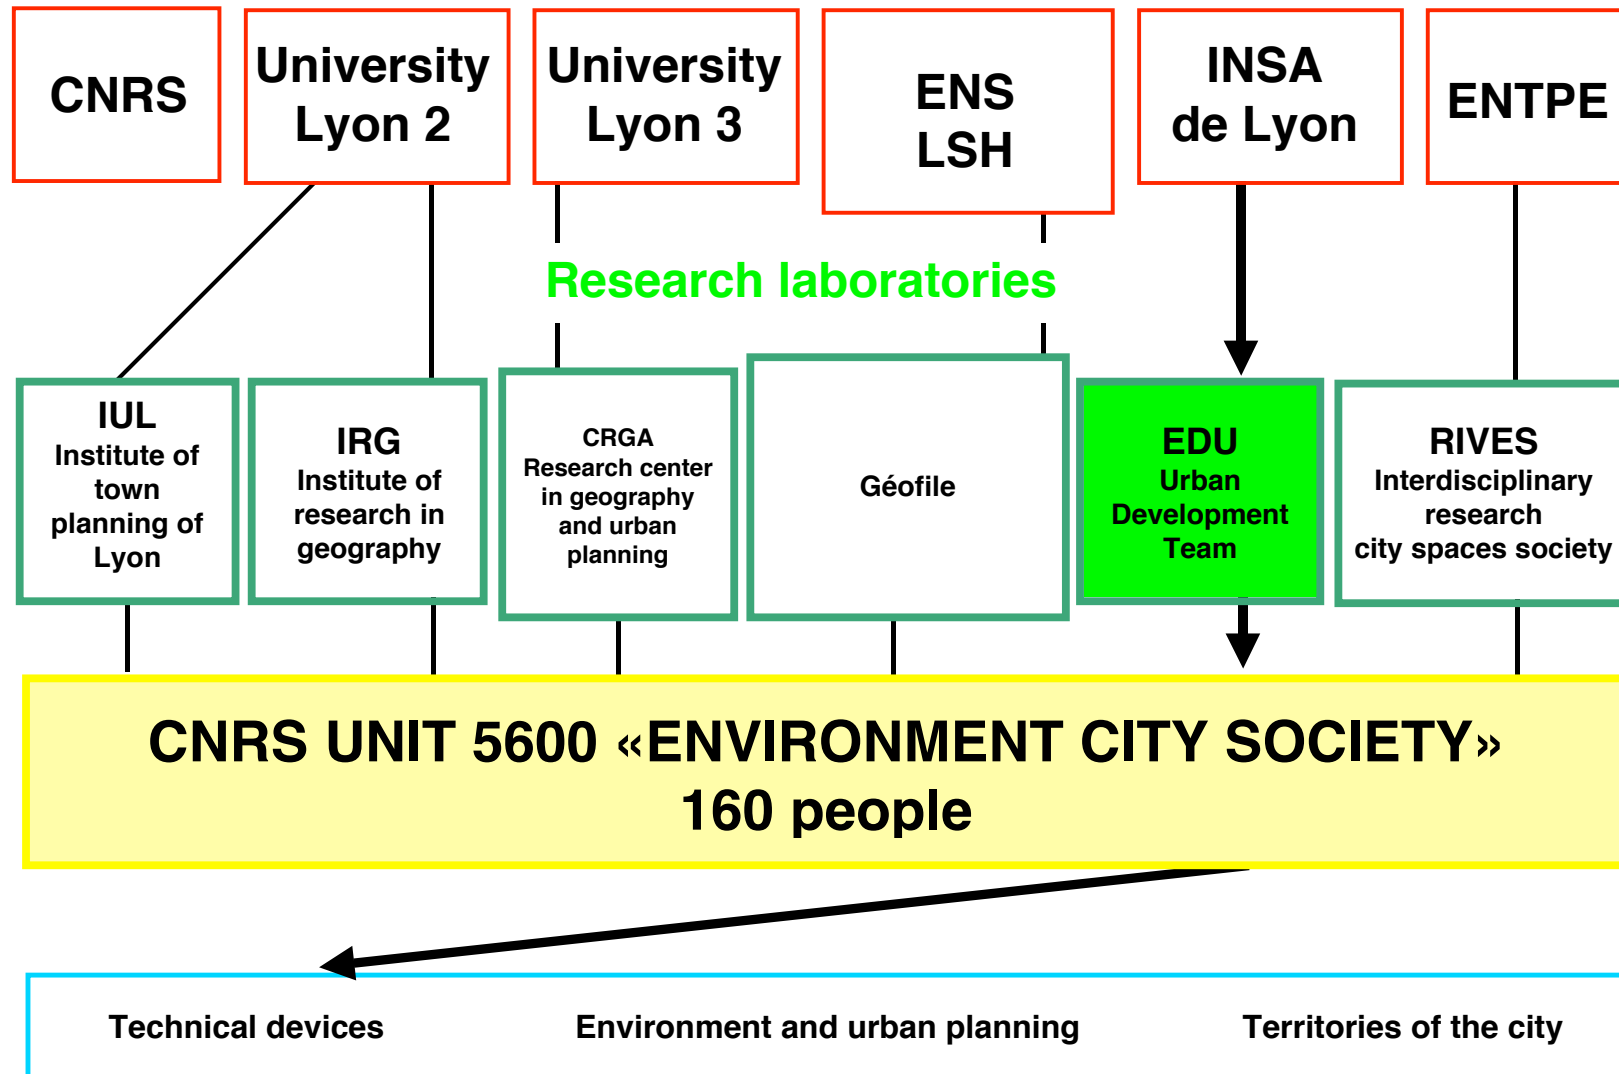 CNRS
University
Lyon 2
University
Lyon 3
ENS
LSH
INSA
de Lyon
ENTPE
Research laboratories
IUL
Institute of
town
planning of
Lyon
IRG
Institute of
research in
geography
CRGA
Research center
in geography
and urban
planning
Géofile
EDU
Urban
Development
Team
RIVES
Interdisciplinary
research
city spaces society
CNRS UNIT 5600 «ENVIRONMENT CITY SOCIETY»
160 people
Technical devices
Environment and urban planning
Territories of the city